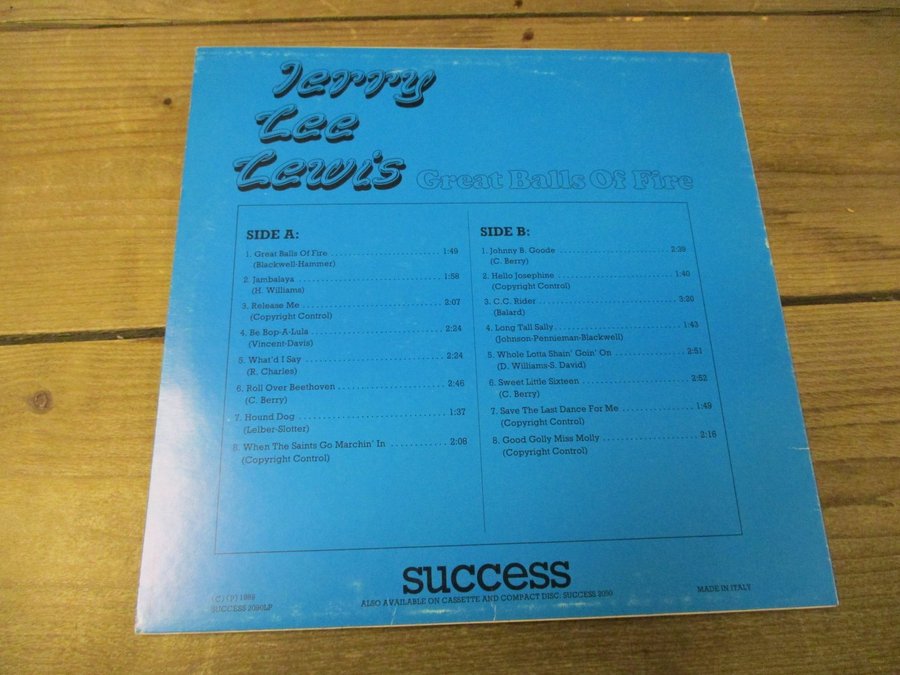 Jerry
Lee
Lewis Great Balls Of Fire
SIDE A:
1. Great Balls Of Fire 1:49
(Blackwell-Hammer)
2. Jambalaya 1:58
(H. Williams)
3. Release Me 2:07
(Copyright Control)
4. Be Bop-A-Lula 2:24
(Vincent-Davis)
5. What'd I Say 2:24
(R. Charles)
6. Roll Over Beethoven 2:46
(C. Berry)
7. Hound Dog 1:37
(Leiber-Slotter)
8. When The Saints Go Marchin' In 2:08
(Copyright Control)
SIDE B:
1. Johnny B. Goode 2:39
(C. Berry)
2. Hello Josephine 1:40
(Copyright Control)
3. C.C. Rider 3:20
(Balard)
4. Long Tall Sally 1:43
(Johnson-Pennieman-Blackwell)
5. Whole Lotta Shain' Goin' On 2:51
(D. Williams-S. David)
6. Sweet Little Sixteen 2:52
(C. Berry)
7. Save The Last Dance For Me 1:49
(Copyright Control)
8. Good Golly Miss Molly 2:16
(Copyright Control)
success
(C) (P) 1989
SUCCESS 2090LP
ALSO AVAILABLE ON CASSETTE AND COMPACT DISC: SUCCESS 2090
MADE IN ITALY